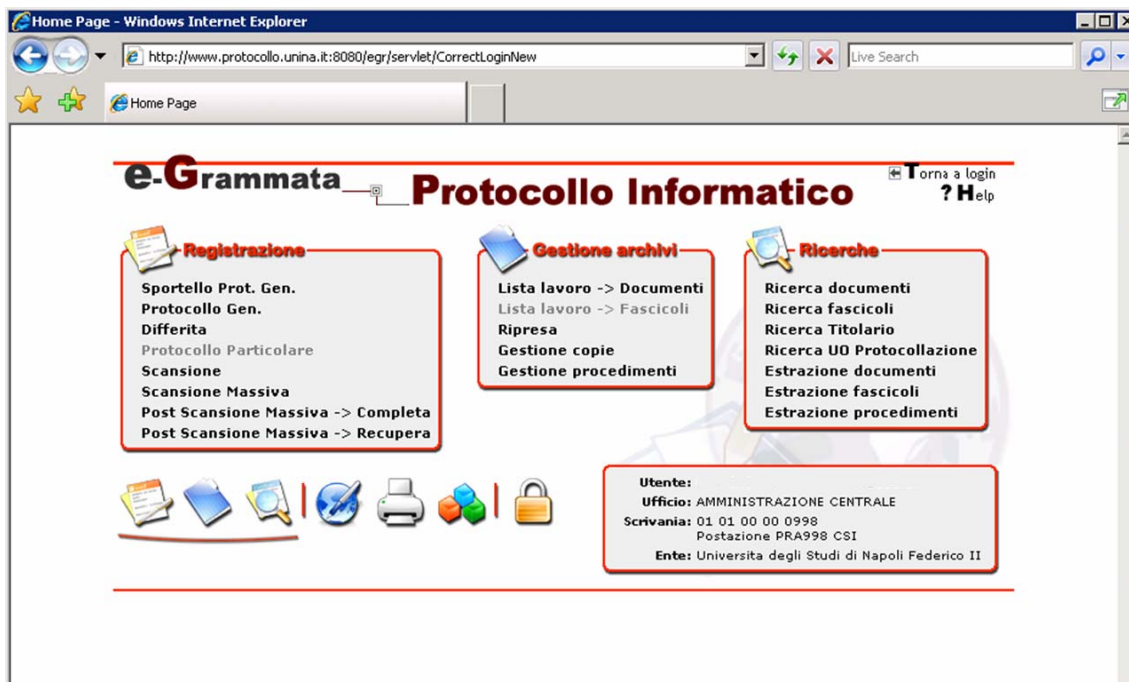 Home Page - Windows Internet Explorer
http://www.protocollo.unina.it:8080/egr/servlet/CorrectLoginNew
Live Search
Home Page
e-Grammata
Protocollo Informatico
Torna a login
? Help
Registrazione
Sportello Prot. Gen.
Protocollo Gen.
Differita
Protocollo Particolare
Scansione
Scansione Massiva
Post Scansione Massiva -> Completa
Post Scansione Massiva -> Recupera
Gestione archivi
Lista lavoro -> Documenti
Lista lavoro -> Fascicoli
Ripresa
Gestione copie
Gestione procedimenti
Ricerche
Ricerca documenti
Ricerca fascicoli
Ricerca Titolario
Ricerca UO Protocollazione
Estrazione documenti
Estrazione fascicoli
Estrazione procedimenti
Utente:
Ufficio: AMMINISTRAZIONE CENTRALE
Scrivania: 01 01 00 00 0998
Postazione PRA998 CSI
Ente: Universita degli Studi di Napoli Federico II